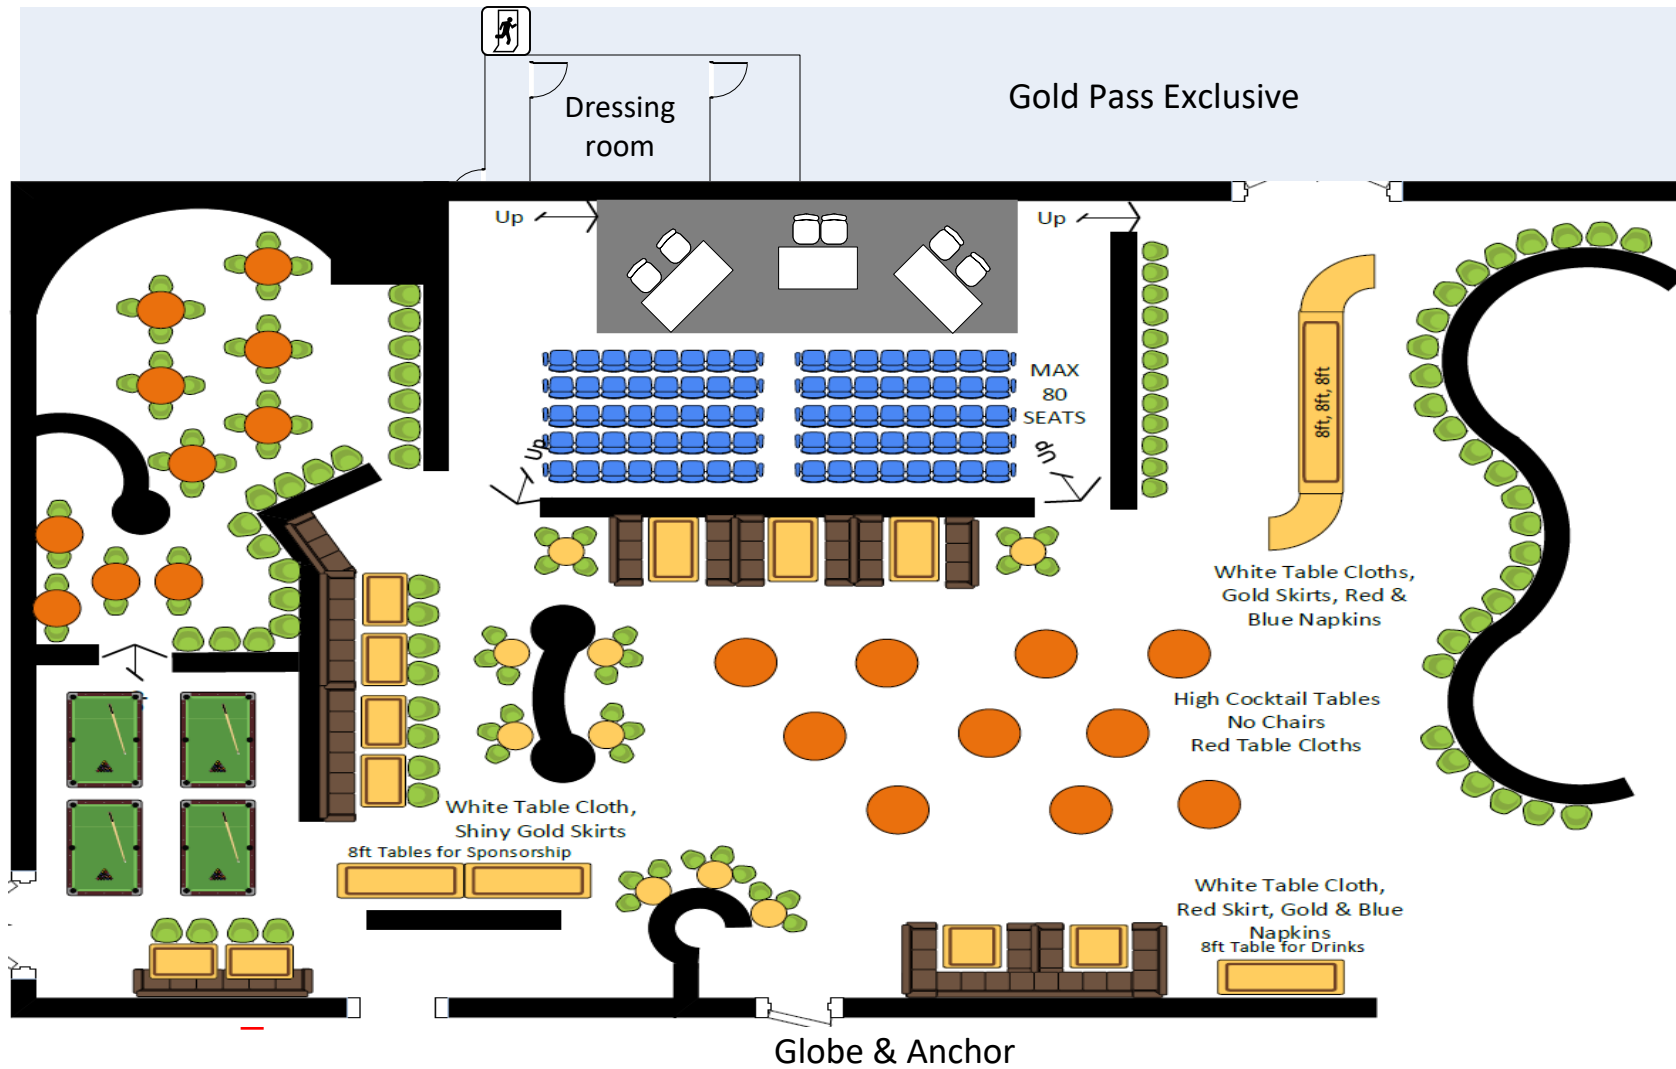 Gold Pass Exclusive
Dressing
room
Up
Up
MAX
80
SEATS
Up
Up
8ft, 8ft, 8ft
White Table Cloths,
Gold Skirts, Red &
Blue Napkins
High Cocktail Tables
No Chairs
Red Table Cloths
White Table Cloth,
Shiny Gold Skirts
8ft Tables for Sponsorship
White Table Cloth,
Red Skirt, Gold & Blue
Napkins
8ft Table for Drinks
Globe & Anchor